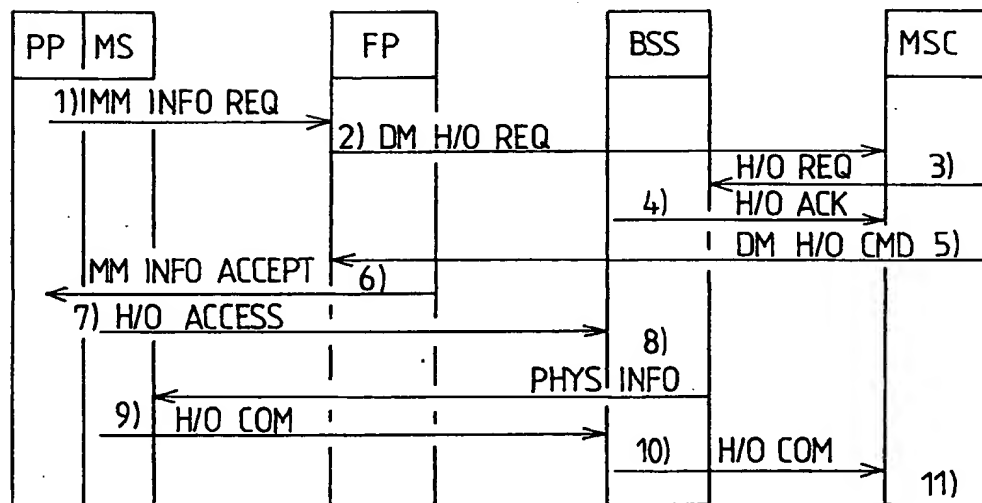 PP MS FP BSS MSC
1) MM INFO REQ
2) DM H/O REQ
H/O REQ 3)
4) H/O ACK
DM H/O CMD 5)
MM INFO ACCEPT 6)
7) H/O ACCESS
8)
PHYS INFO
9) H/O COM
10) H/O COM
11)